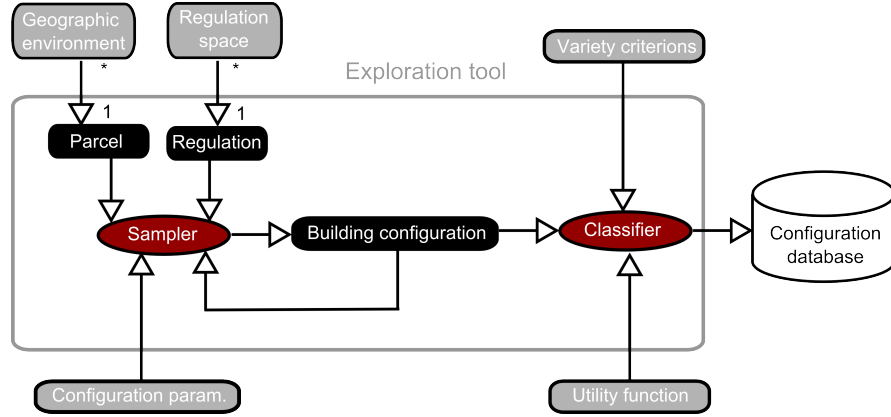 Geographic
environment
Regulation
space
Variety criterions
*
*
Exploration tool
1
1
Parcel
Regulation
Sampler
Building configuration
Classifier
Configuration
database
Configuration param.
Utility function